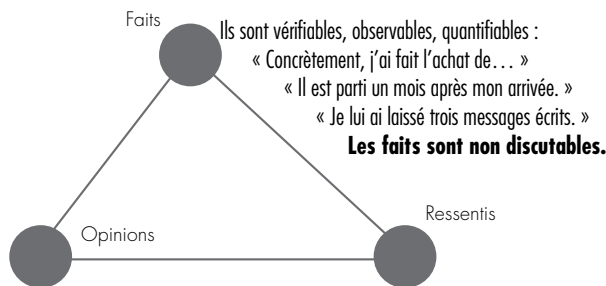 Faits
Ils sont vérifiables, observables, quantifiables :
« Concrètement, j’ai fait l’achat de… »
« Il est parti un mois après mon arrivée. »
« Je lui ai laissé trois messages écrits. »
Les faits sont non discutables.
Ressentis
Opinions